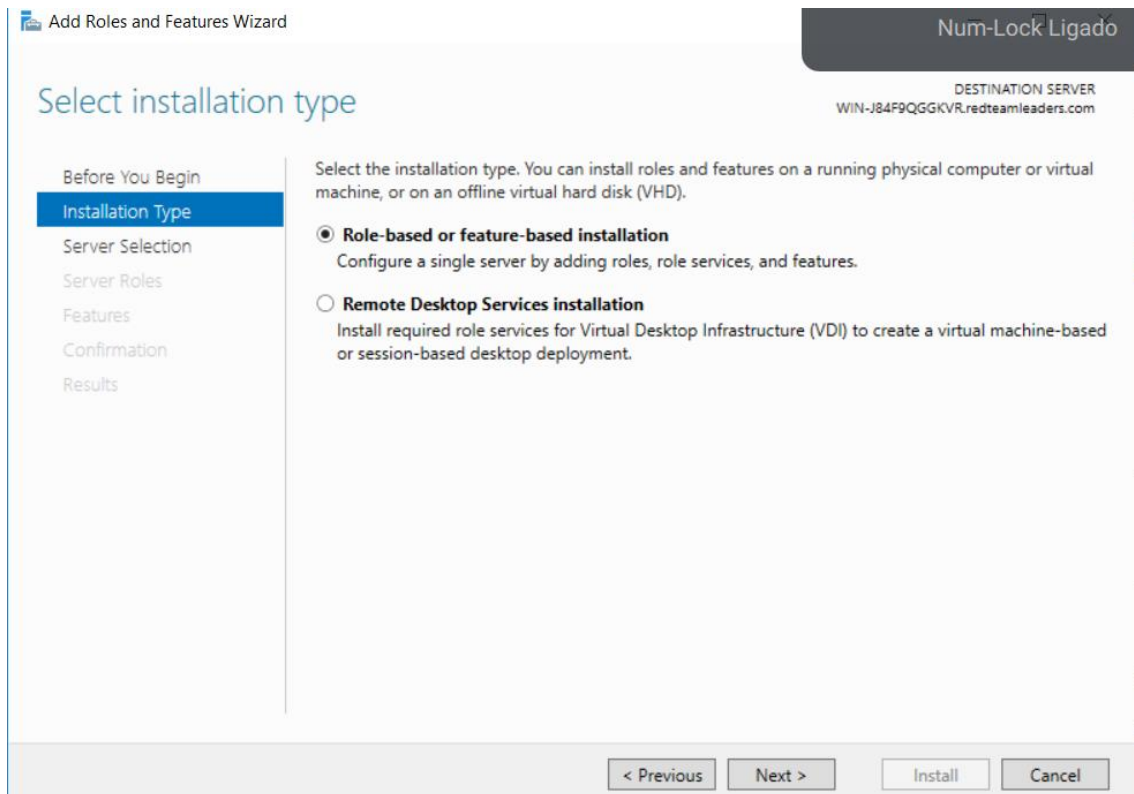 Add Roles and Features Wizard
Num-Lock Ligado
Select installation type
DESTINATION SERVER
WIN-J84F9QGGKVR.redteamleaders.com
Before You Begin
Installation Type
Server Selection
Server Roles
Features
Confirmation
Results
Select the installation type. You can install roles and features on a running physical computer or virtual
machine, or on an offline virtual hard disk (VHD).
Role-based or feature-based installation
Configure a single server by adding roles, role services, and features.
Remote Desktop Services installation
Install required role services for Virtual Desktop Infrastructure (VDI) to create a virtual machine-based
or session-based desktop deployment.
< Previous
Next >
Install
Cancel